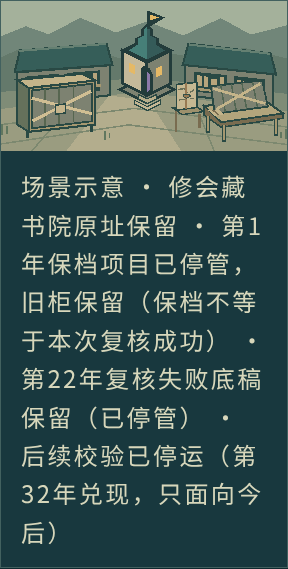 场景示意 · 修会藏
书院原址保留 · 第1
年保档项目已停管，
旧柜保留（保档不等
于本次复核成功） ·
第22年复核失败底稿
保留（已停管） ·
后续校验已停运（第
32年兑现，只面向今
后）